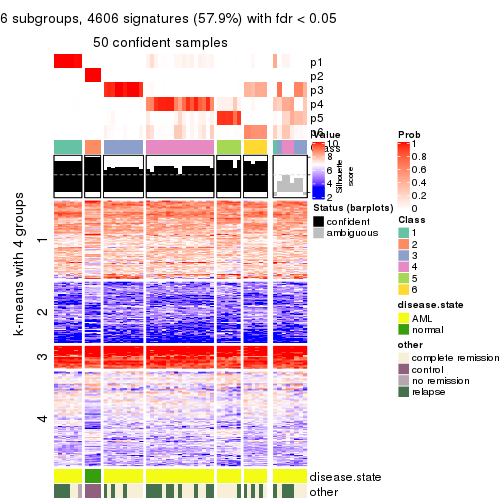 6 subgroups, 4606 signatures (57.9%) with fdr < 0.05
50 confident samples
p1
p2
p3
p4
p5
p6
Class
1
2
3
4
k-means with 4 groups
disease.state
other
Value
10
8
6
4
2
Silhouette
score
Status (barplots)
confident
ambiguous
Prob
1
0.8
0.6
0.4
0.2
0
Class
1
2
3
4
5
6
disease.state
AML
normal
other
complete remission
control
no remission
relapse